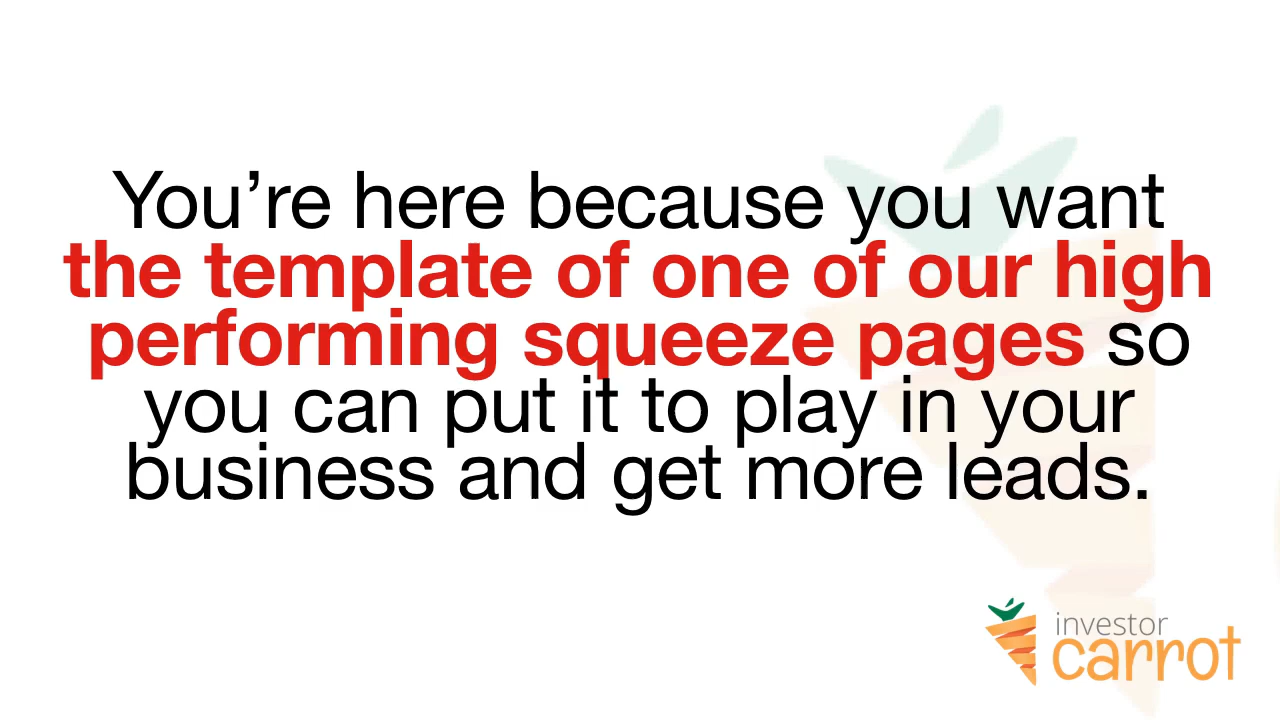 You’re here because you want
the template of one of our high
performing squeeze pages so
you can put it to play in your
business and get more leads.
investor
carrot